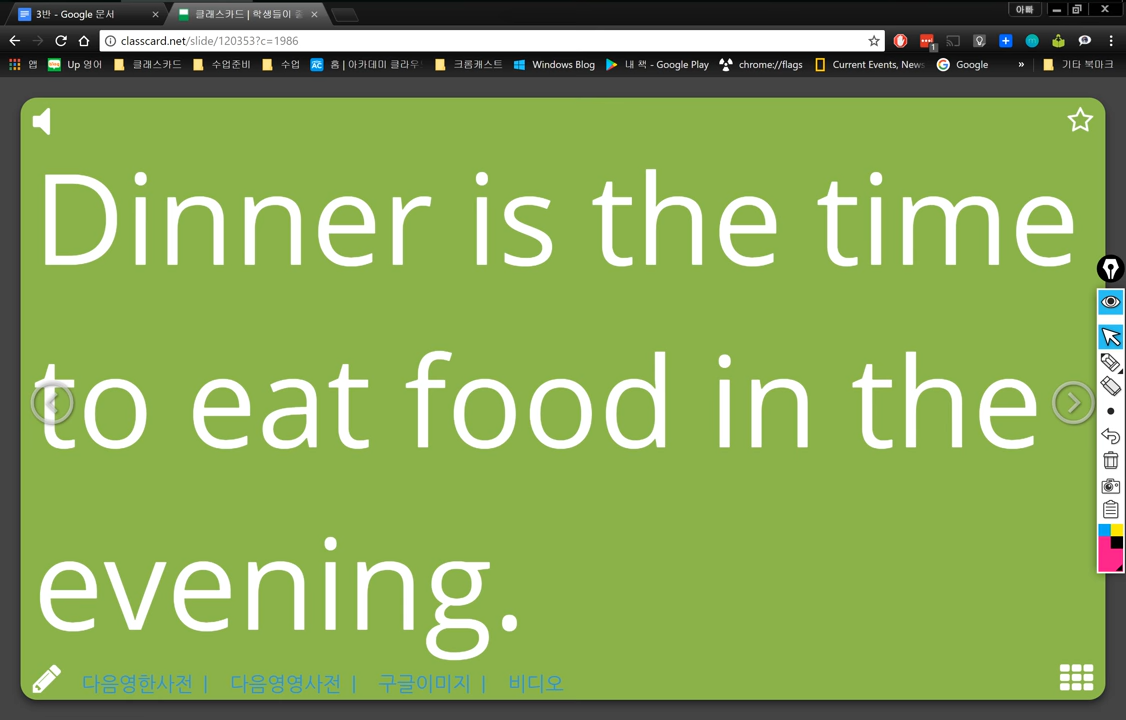 3반 - Google 문서
클래스카드 | 학생들이
아빠
classcard.net/slide/120353?c=1986
1
앱 Up 영어 클래스카드 수업준비 수업 홈 | 아카데미 클라우 크롬캐스트 Windows Blog 내 책 - Google Play chrome://flags Current Events, News Google » 기타 북마크
Dinner is the time
to eat food in the
evening.
다음영한사전 | 다음영영사전 | 구글이미지 | 비디오